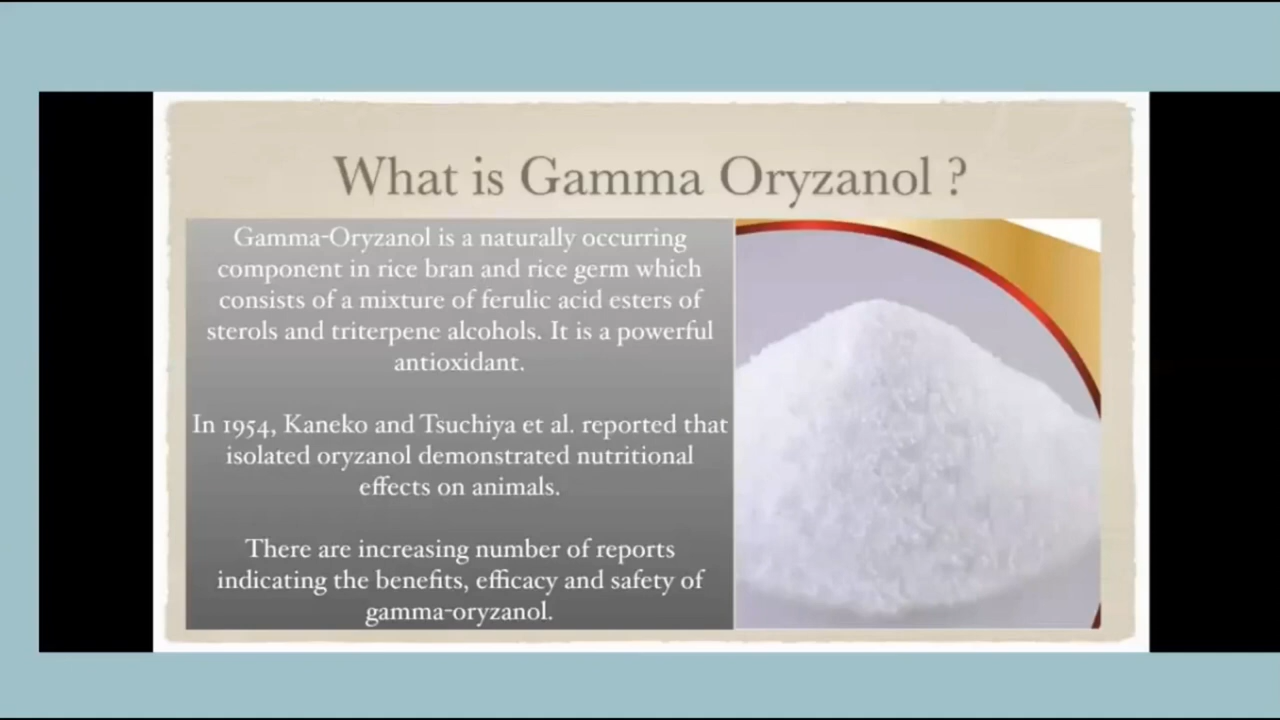 What is Gamma Oryzanol ?
Gamma-Oryzanol is a naturally occurring
component in rice bran and rice germ which
consists of a mixture of ferulic acid esters of
sterols and triterpene alcohols. It is a powerful
antioxidant.
In 1954, Kaneko and Tsuchiya et al. reported that
isolated oryzanol demonstrated nutritional
effects on animals.
There are increasing number of reports
indicating the benefits, efficacy and safety of
gamma-oryzanol.